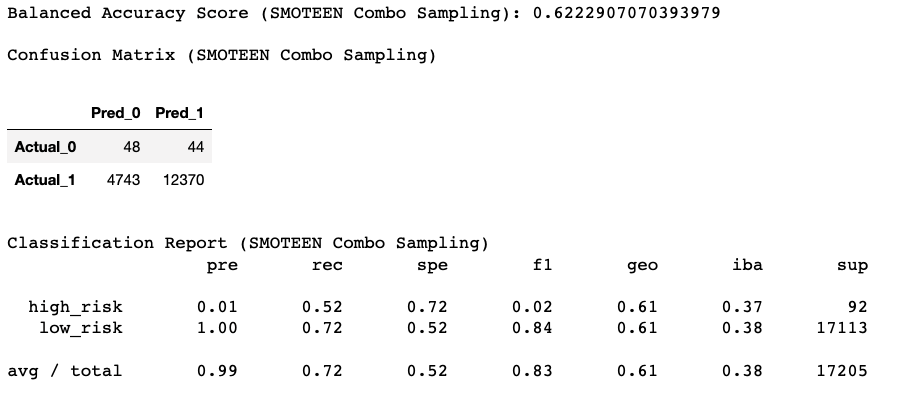 Balanced Accuracy Score (SMOTEEN Combo Sampling): 0.6222907070393979
Confusion Matrix (SMOTEEN Combo Sampling)
Pred_0 Pred_1
Actual_0 48 44
Actual_1 4743 12370
Classification Report (SMOTEEN Combo Sampling)
pre rec spe f1 geo iba sup
high_risk 0.01 0.52 0.72 0.02 0.61 0.37 92
low_risk 1.00 0.72 0.52 0.84 0.61 0.38 17113
avg / total 0.99 0.72 0.52 0.83 0.61 0.38 17205